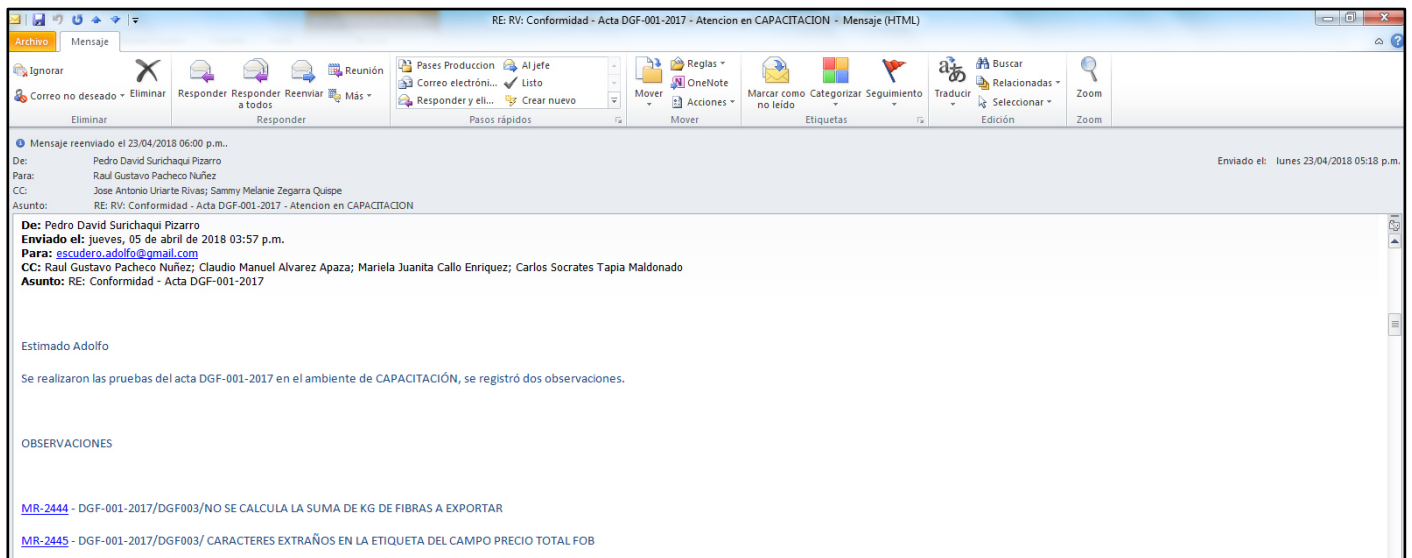 RE: RV: Conformidad - Acta DGF-001-2017 - Atencion en CAPACITACION - Mensaje (HTML)
Archivo Mensaje
Ignorar
Correo no deseado
Eliminar
Responder
Responder a todos
Reenviar
Reunión
Más
Pases Produccion
Al jefe
Correo electróni...
Listo
Responder y eli...
Crear nuevo
Mover
Reglas
OneNote
Acciones
Marcar como no leído
Categorizar
Seguimiento
Traducir
Buscar
Relacionadas
Seleccionar
Zoom
Eliminar Responder Pasos rápidos Mover Etiquetas Edición Zoom
Mensaje reenviado el 23/04/2018 06:00 p.m..
De: Pedro David Surichaqui Pizarro Enviado el: lunes 23/04/2018 05:18 p.m.
Para: Raul Gustavo Pacheco Nuñez
CC: Jose Antonio Uriarte Rivas; Sammy Melanie Zegarra Quispe
Asunto: RE: RV: Conformidad - Acta DGF-001-2017 - Atencion en CAPACITACION
De: Pedro David Surichaqui Pizarro
Enviado el: jueves, 05 de abril de 2018 03:57 p.m.
Para: escudero.adolfo@gmail.com
CC: Raul Gustavo Pacheco Nuñez; Claudio Manuel Alvarez Apaza; Mariela Juanita Callo Enriquez; Carlos Socrates Tapia Maldonado
Asunto: RE: Conformidad - Acta DGF-001-2017
Estimado Adolfo
Se realizaron las pruebas del acta DGF-001-2017 en el ambiente de CAPACITACIÓN, se registró dos observaciones.
OBSERVACIONES
MR-2444 - DGF-001-2017/DGF003/NO SE CALCULA LA SUMA DE KG DE FIBRAS A EXPORTAR
MR-2445 - DGF-001-2017/DGF003/ CARACTERES EXTRAÑOS EN LA ETIQUETA DEL CAMPO PRECIO TOTAL FOB